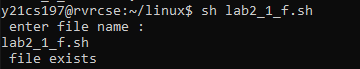 y21cs197@rvrcse:~/linux$ sh lab2_1_f.sh
enter file name :
lab2_1_f.sh
file exists